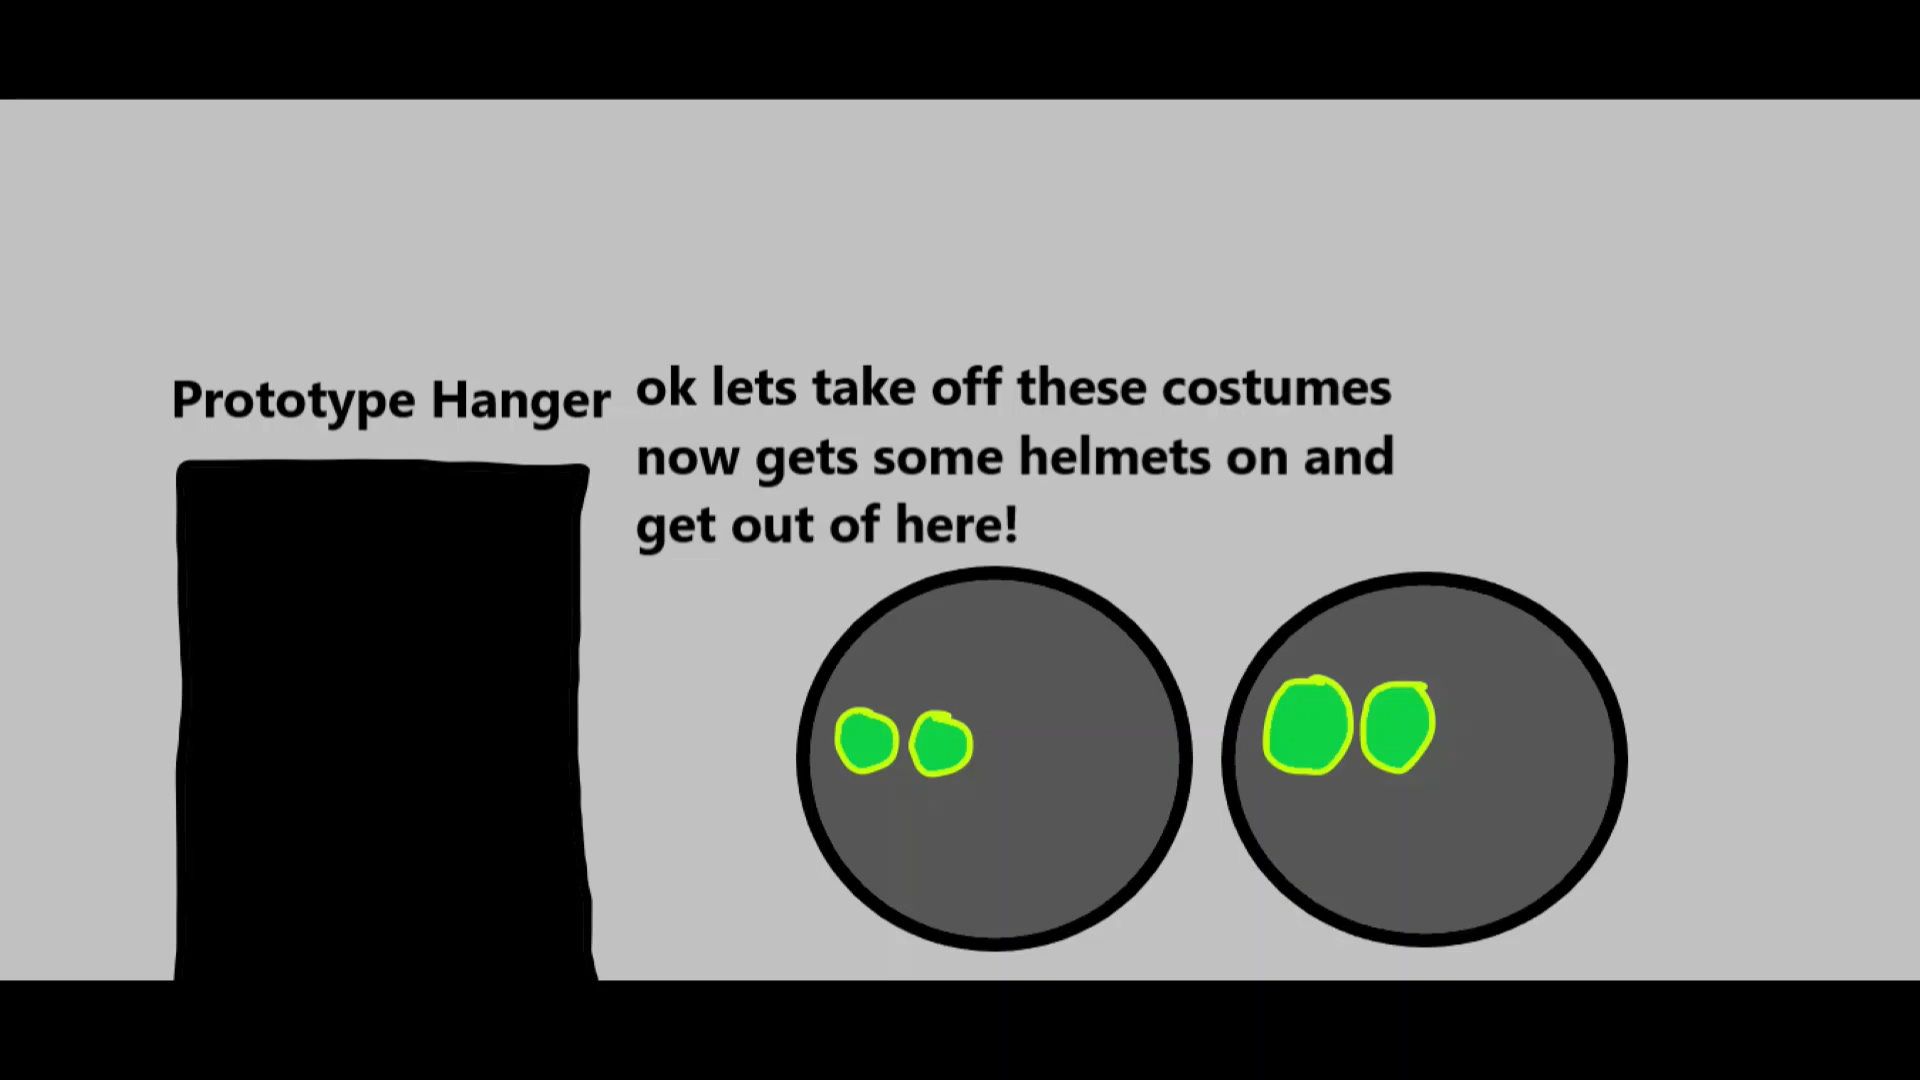 Prototype Hanger
ok lets take off these costumes
now gets some helmets on and
get out of here!